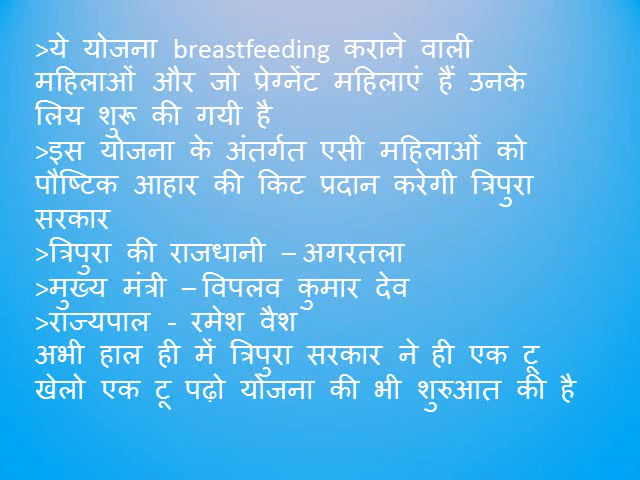 >ये योजना breastfeeding कराने वाली
महिलाओं और जो प्रेग्नेंट महिलाएं हैं उनके
लिय शुरू की गयी है
>इस योजना के अंतर्गत एसी महिलाओं को
पौष्टिक आहार की किट प्रदान करेगी त्रिपुरा
सरकार
>त्रिपुरा की राजधानी – अगरतला
>मुख्य मंत्री – विपलव कुमार देव
>राज्यपाल - रमेश वैश
अभी हाल ही में त्रिपुरा सरकार ने ही एक टू
खेलो एक टू पढ़ो योजना की भी शुरुआत की है